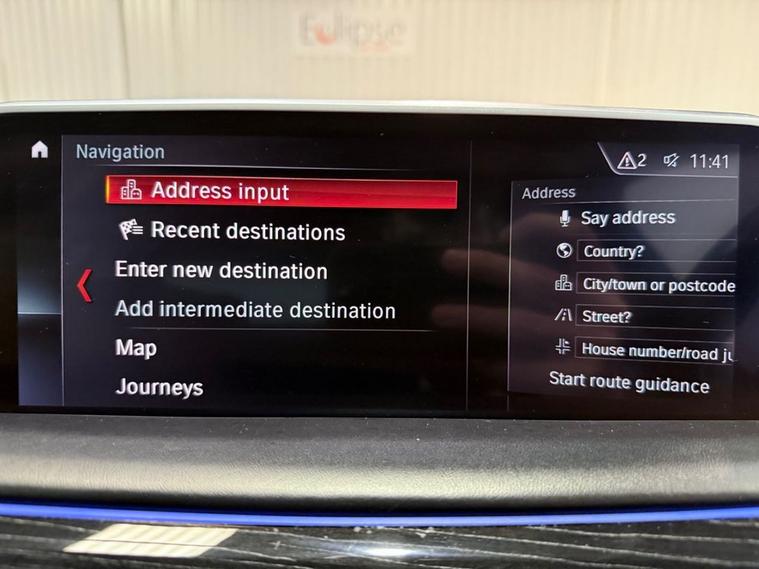 Navigation
Address input
Recent destinations
Enter new destination
Add intermediate destination
Map
Journeys
2
11:41
Address
Say address
Country?
City/town or postcode
Street?
House number/road
Start route guidance